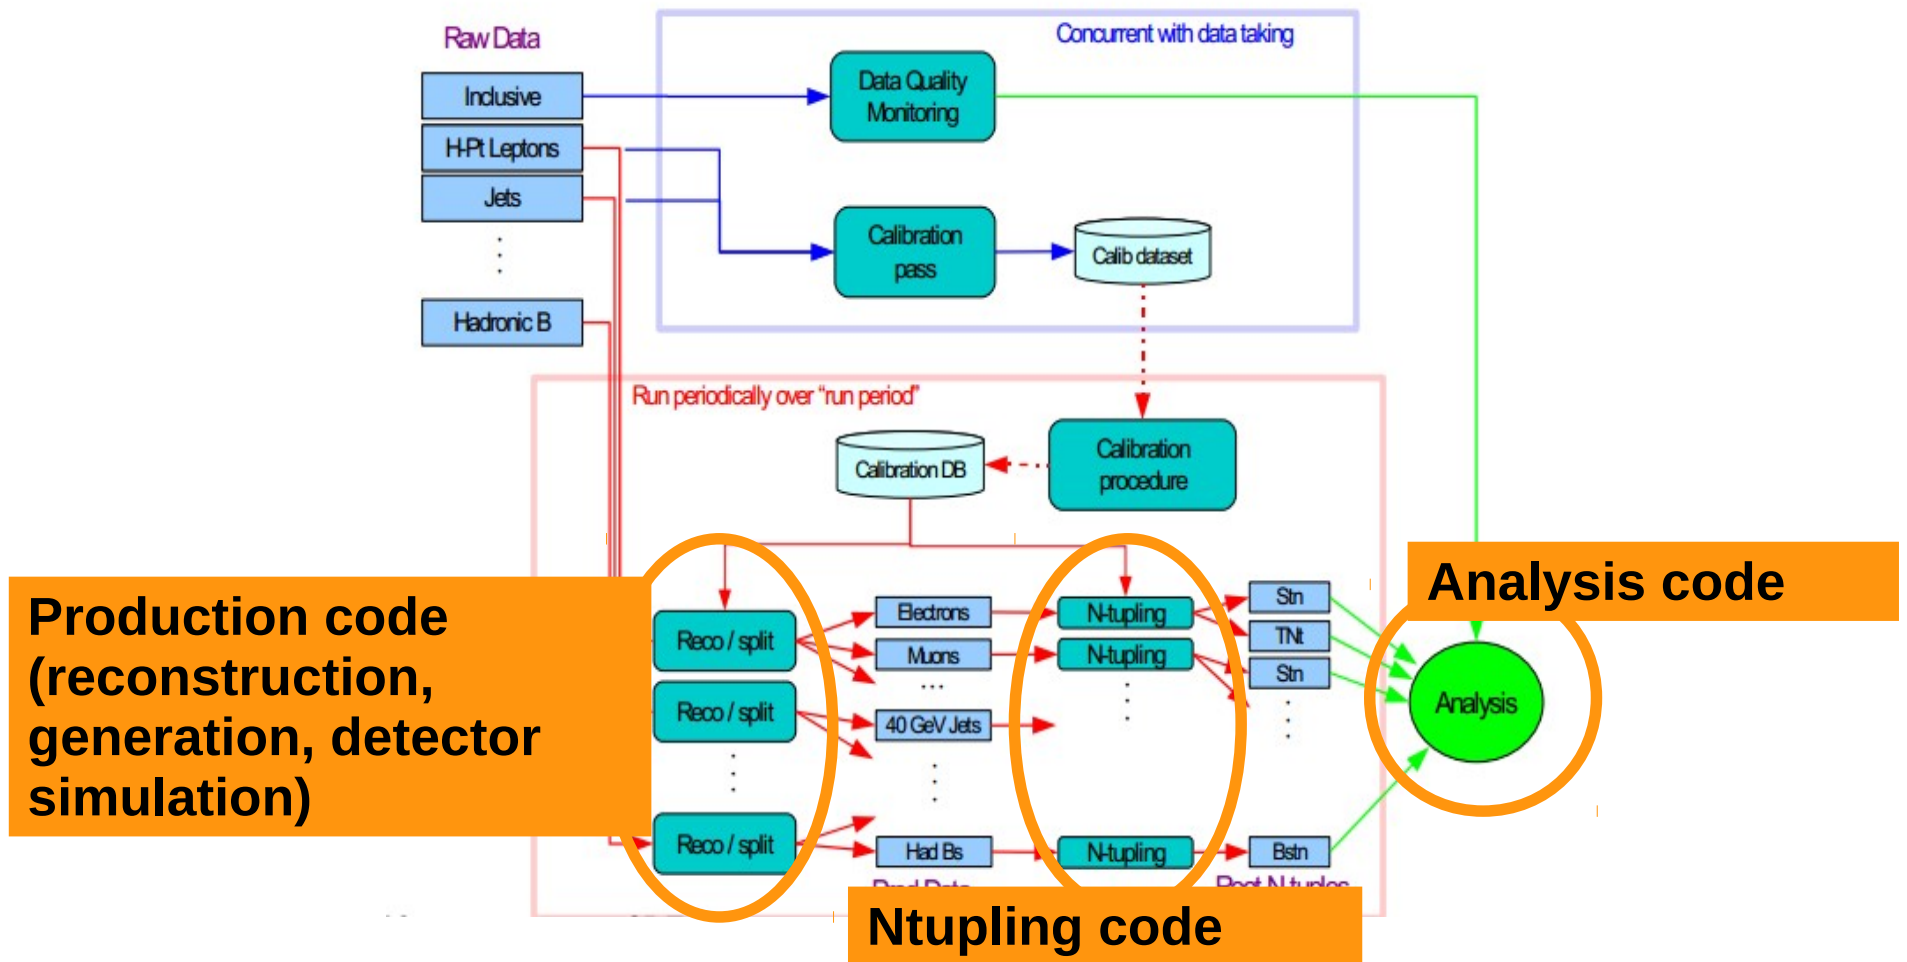 Raw Data
Concurrent with data taking
Inclusive
Data Quality
Monitoring
H-Pt Leptons
Jets
Calibration
pass
Calib dataset
Hadronic B
Run periodically over “run period”
Calibration DB
Calibration
procedure
Production code
(reconstruction,
generation, detector
simulation)
Analysis code
Reco / split
Electrons
N-tupling
Stn
TNt
Muons
N-tupling
Stn
...
Reco / split
40 GeV Jets
Analysis
Reco / split
Had Bs
N-tupling
Bstn
Root N-tuples
Ntupling code